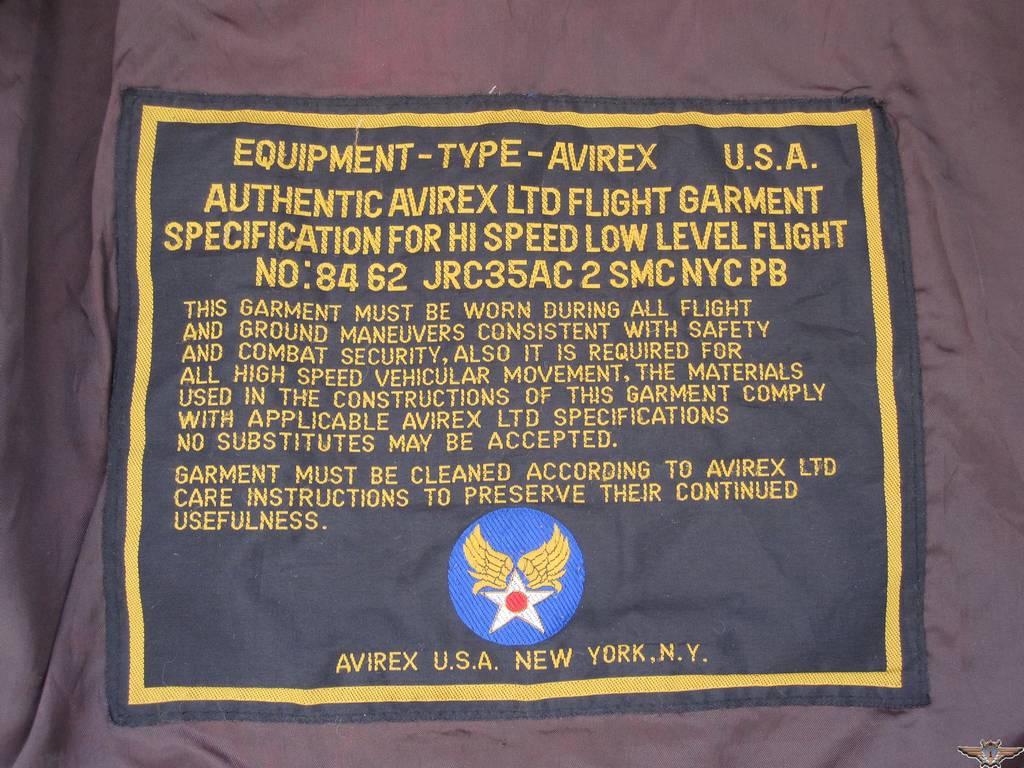 EQUIPMENT-TYPE-AVIREX U.S.A.
AUTHENTIC AVIREX LTD FLIGHT GARMENT
SPECIFICATION FOR HI SPEED LOW LEVEL FLIGHT
NO:84 62 JRC35AC 2 SMC NYC PB
THIS GARMENT MUST BE WORN DURING ALL FLIGHT
AND GROUND MANEUVERS CONSISTENT WITH SAFETY
AND COMBAT SECURITY, ALSO IT IS REQUIRED FOR
ALL HIGH SPEED VEHICULAR MOVEMENT, THE MATERIALS
USED IN THE CONSTRUCTIONS OF THIS GARMENT COMPLY
WITH APPLICABLE AVIREX LTD SPECIFICATIONS
NO SUBSTITUTES MAY BE ACCEPTED.
GARMENT MUST BE CLEANED ACCORDING TO AVIREX LTD
CARE INSTRUCTIONS TO PRESERVE THEIR CONTINUED
USEFULNESS.
AVIREX U.S.A. NEW YORK, N.Y.